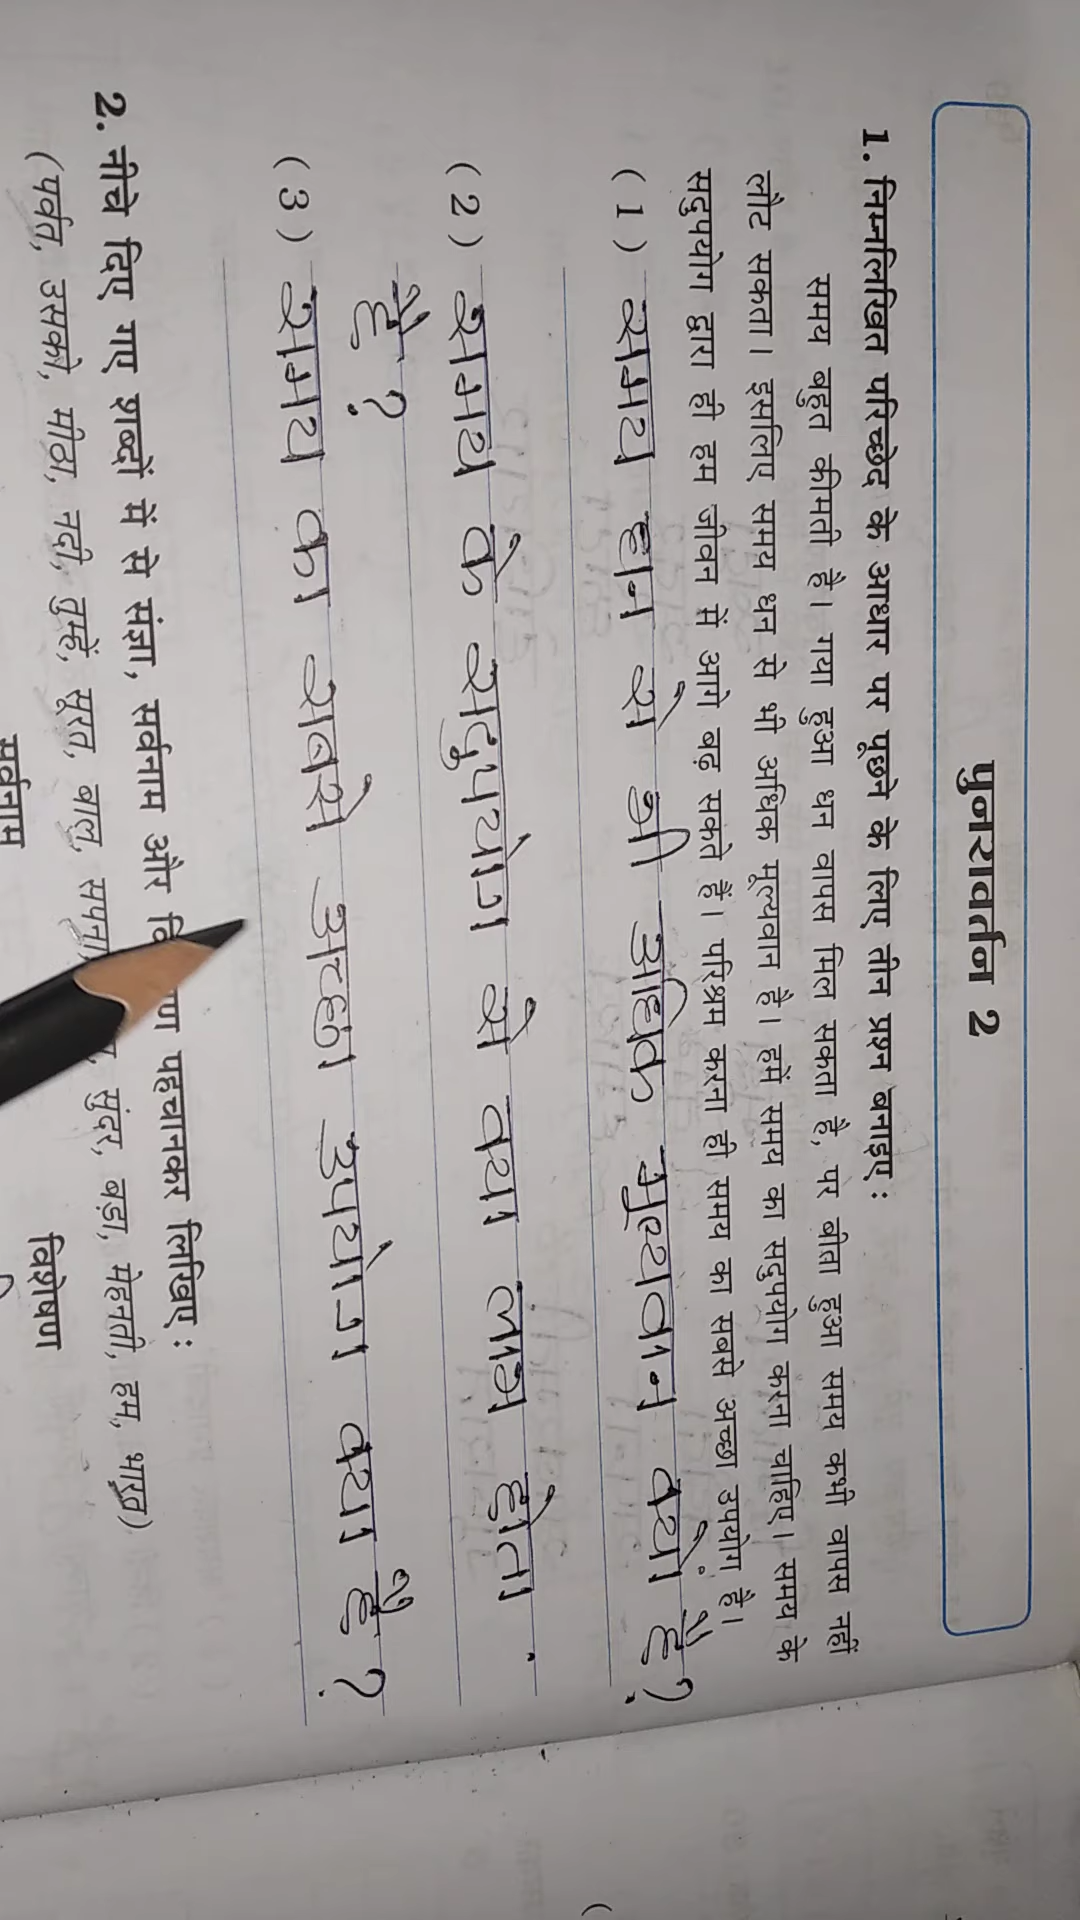 पुनरावर्तन 2
1. निम्नलिखित परिच्छेद के आधार पर पूछने के लिए तीन प्रश्न बनाइए :
समय बहुत कीमती है। गया हुआ धन वापस मिल सकता है, पर बीता हुआ समय कभी वापस नहीं
लौट सकता। इसलिए समय धन से भी अधिक मूल्यवान है। हमें समय का सदुपयोग करना चाहिए। समय के
सदुपयोग द्वारा ही हम जीवन में आगे बढ़ सकते हैं। परिश्रम करना ही समय का सबसे अच्छा उपयोग है।
(1) समय धन से भी अधिक मुल्यवान क्यों है?
(2) समय के सदुपयोग से क्या लाभ होता
है?
(3) समय का सबसे अच्छा उपयोग क्या है?
2. नीचे दिए गए शब्दों में से संज्ञा, सर्वनाम और पहचानकर लिखिए :
(पर्वत, उसको, मीठा, नदी, तुम्हें, सूरत, बालू, सपना, सुंदर, बड़ा, मेहनती, हम, भारत)
सर्वनाम विशेषण